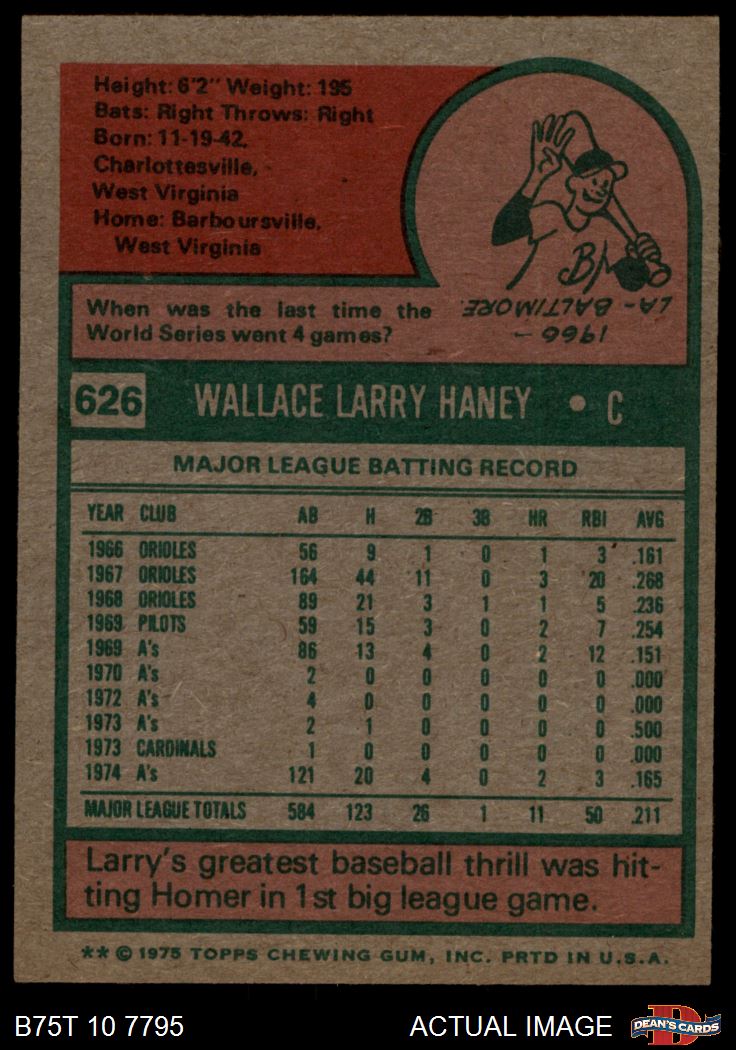 Height: 6'2" Weight: 195
Bats: Right Throws: Right
Born: 11-19-42,
Charlottesville,
West Virginia
Home: Barboursville,
West Virginia
B
When was the last time the
World Series went 4 games?
1966 -
LA - BALTIMORE.
626 WALLACE LARRY HANEY • C
MAJOR LEAGUE BATTING RECORD
YEAR CLUB AB H 2B 3B HR RBI AVG
1966 ORIOLES 56 9 1 0 1 3 .161
1967 ORIOLES 164 44 11 0 3 20 .268
1968 ORIOLES 89 21 3 1 1 5 .236
1969 PILOTS 59 15 3 0 2 7 .254
1969 A's 86 13 4 0 2 12 .151
1970 A's 2 0 0 0 0 0 .000
1972 A's 4 0 0 0 0 0 .000
1973 A's 2 1 0 0 0 0 .500
1973 CARDINALS 1 0 0 0 0 0 .000
1974 A's 121 20 4 0 2 3 .165
MAJOR LEAGUE TOTALS 584 123 26 1 11 50 .211
Larry's greatest baseball thrill was hit-
ting Homer in 1st big league game.
** © 1975 TOPPS CHEWING GUM, INC. PRTD IN U.S.A.
B75T 10 7795 ACTUAL IMAGE D DEAN'S CARDS